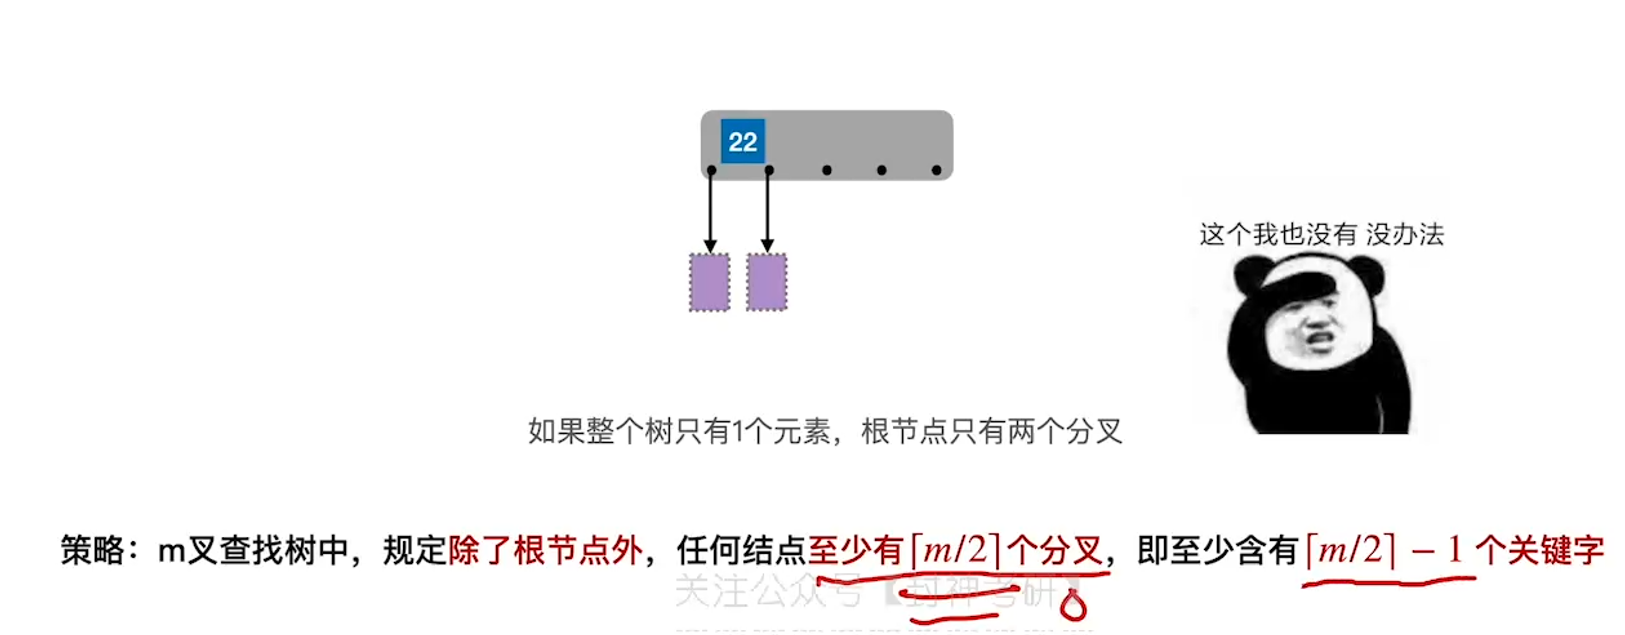 22
这个我也没有 没办法
如果整个树只有1个元素，根节点只有两个分叉
策略：m叉查找树中，规定除了根节点外，任何结点至少有⌈m/2⌉个分叉，即至少含有⌈m/2⌉ − 1 个关键字
关注公众号【封神考研】